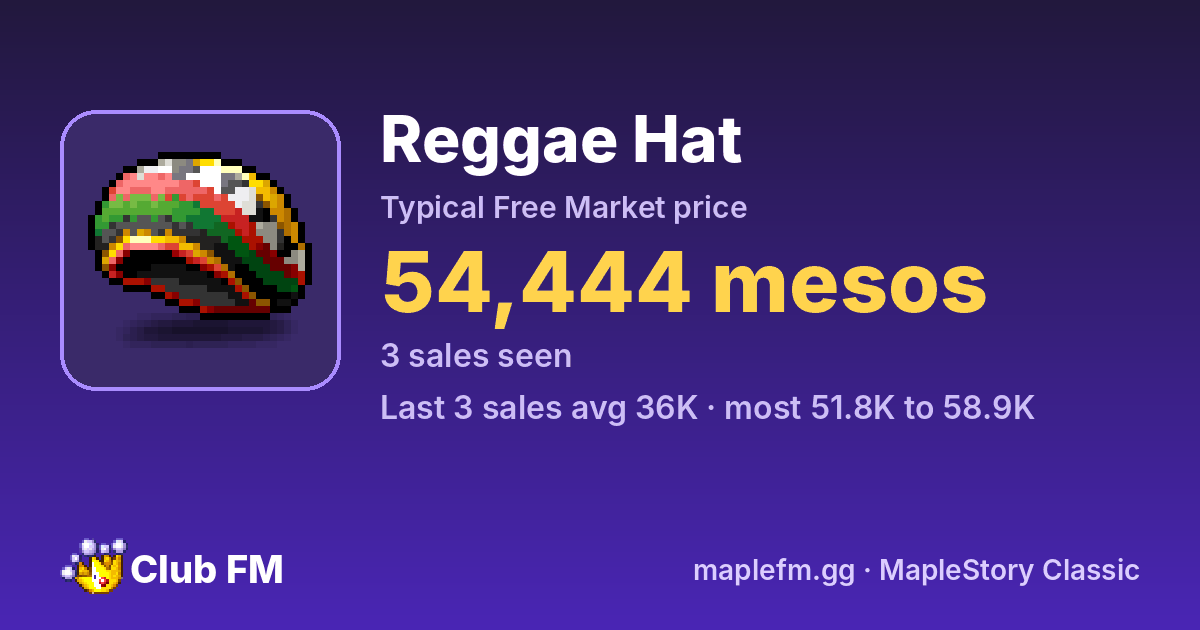 Reggae Hat
Typical Free Market price
54,444 mesos
3 sales seen
Last 3 sales avg 36K · most 51.8K to 58.9K
Club FM
maplefm.gg · MapleStory Classic